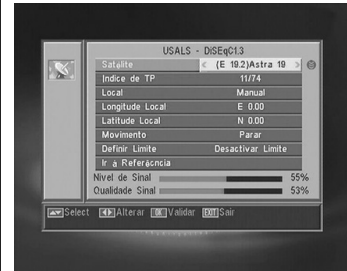 USALS - DiSEqC1.3
Satélite < (E 19.2)Astra 19 >
Indice de TP 11/74
Local Manual
Longitude Local E 0.00
Latitude Local N 0.00
Movimento Parar
Definir Limite Desactivar Limite
Ir à Referência
Nivel de Sinal 55%
Qualidade Sinal 53%
Select Alterar OK Validar EXIT Sair